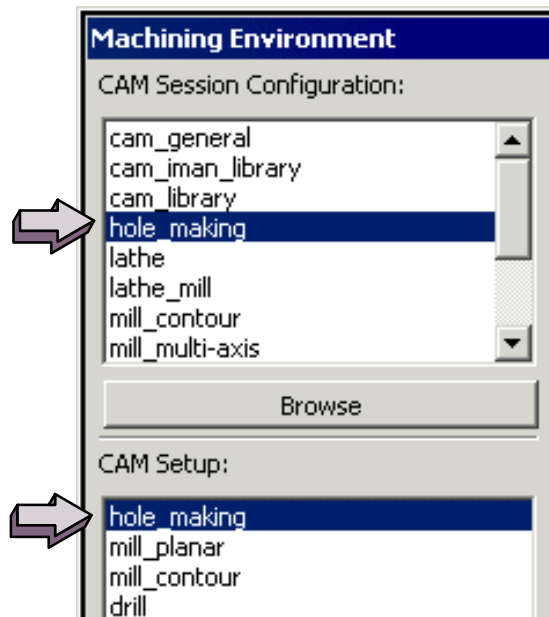 Machining Environment
CAM Session Configuration:
cam_general
cam_iman_library
cam_library
hole_making
lathe
lathe_mill
mill_contour
mill_multi-axis
Browse
CAM Setup:
hole_making
mill_planar
mill_contour
drill